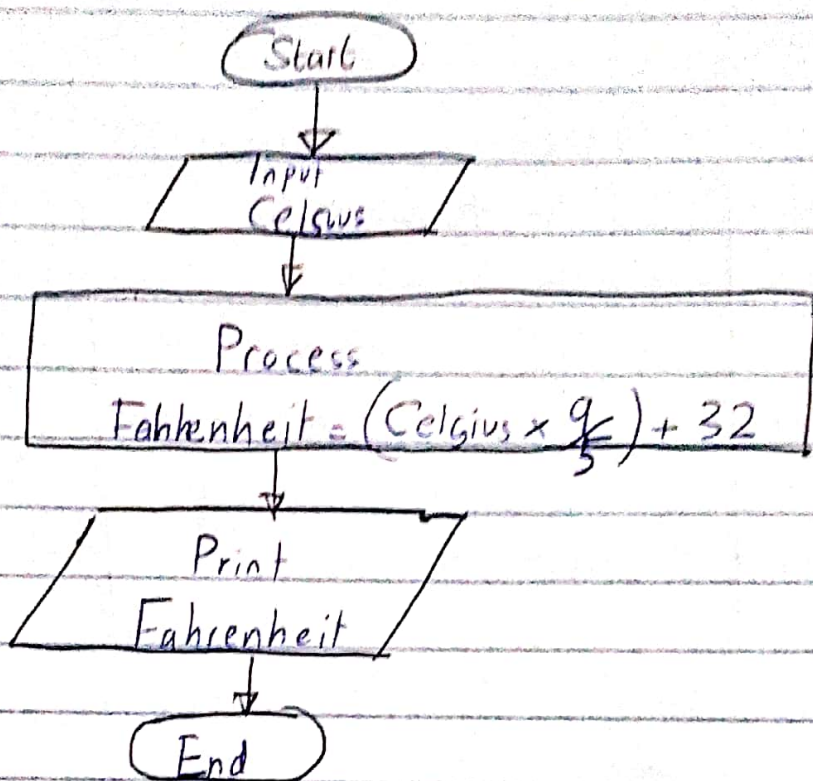 Start
Input
Celsius
Process
Fahrenheit = (Celsius × 9/5) + 32
Print
Fahrenheit
End